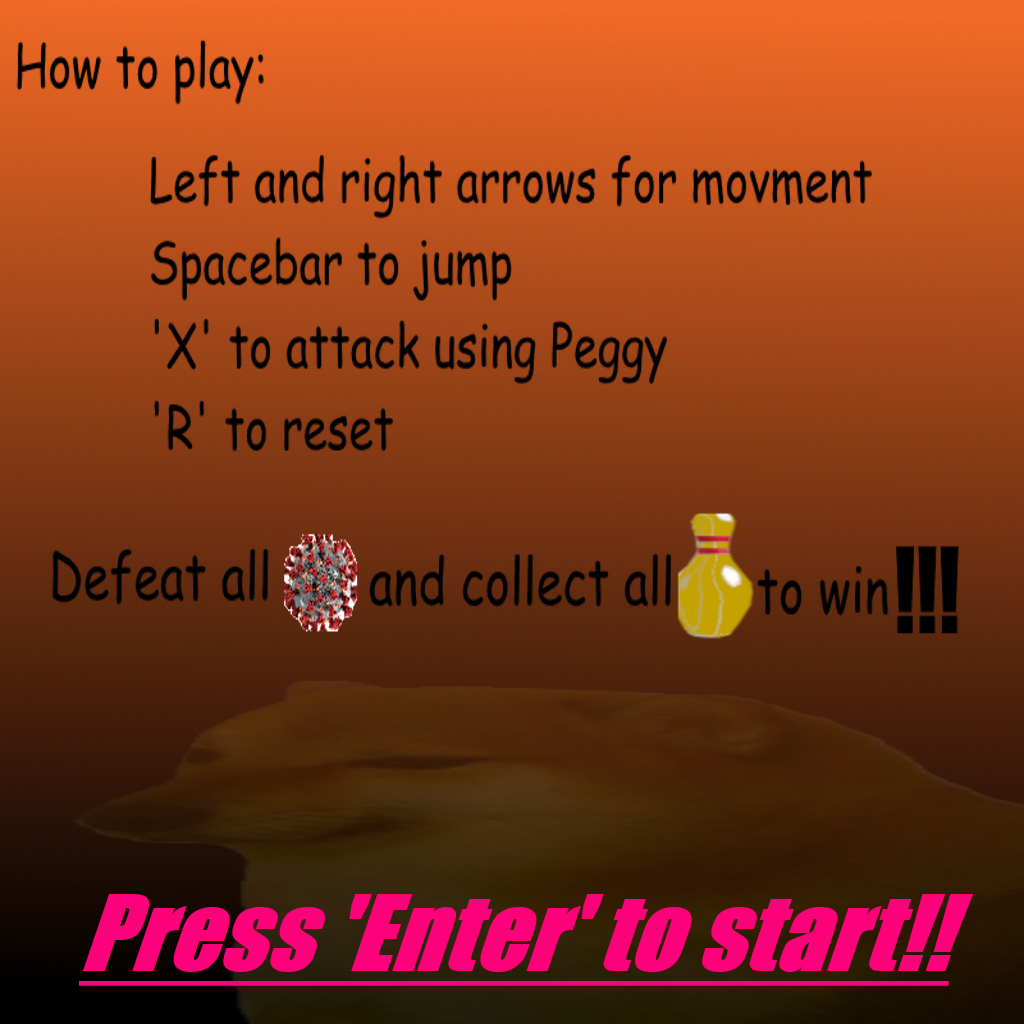 How to play:
Left and right arrows for movment
Spacebar to jump
'X' to attack using Peggy
'R' to reset
Defeat all and collect all to win!!!
Press 'Enter' to start!!